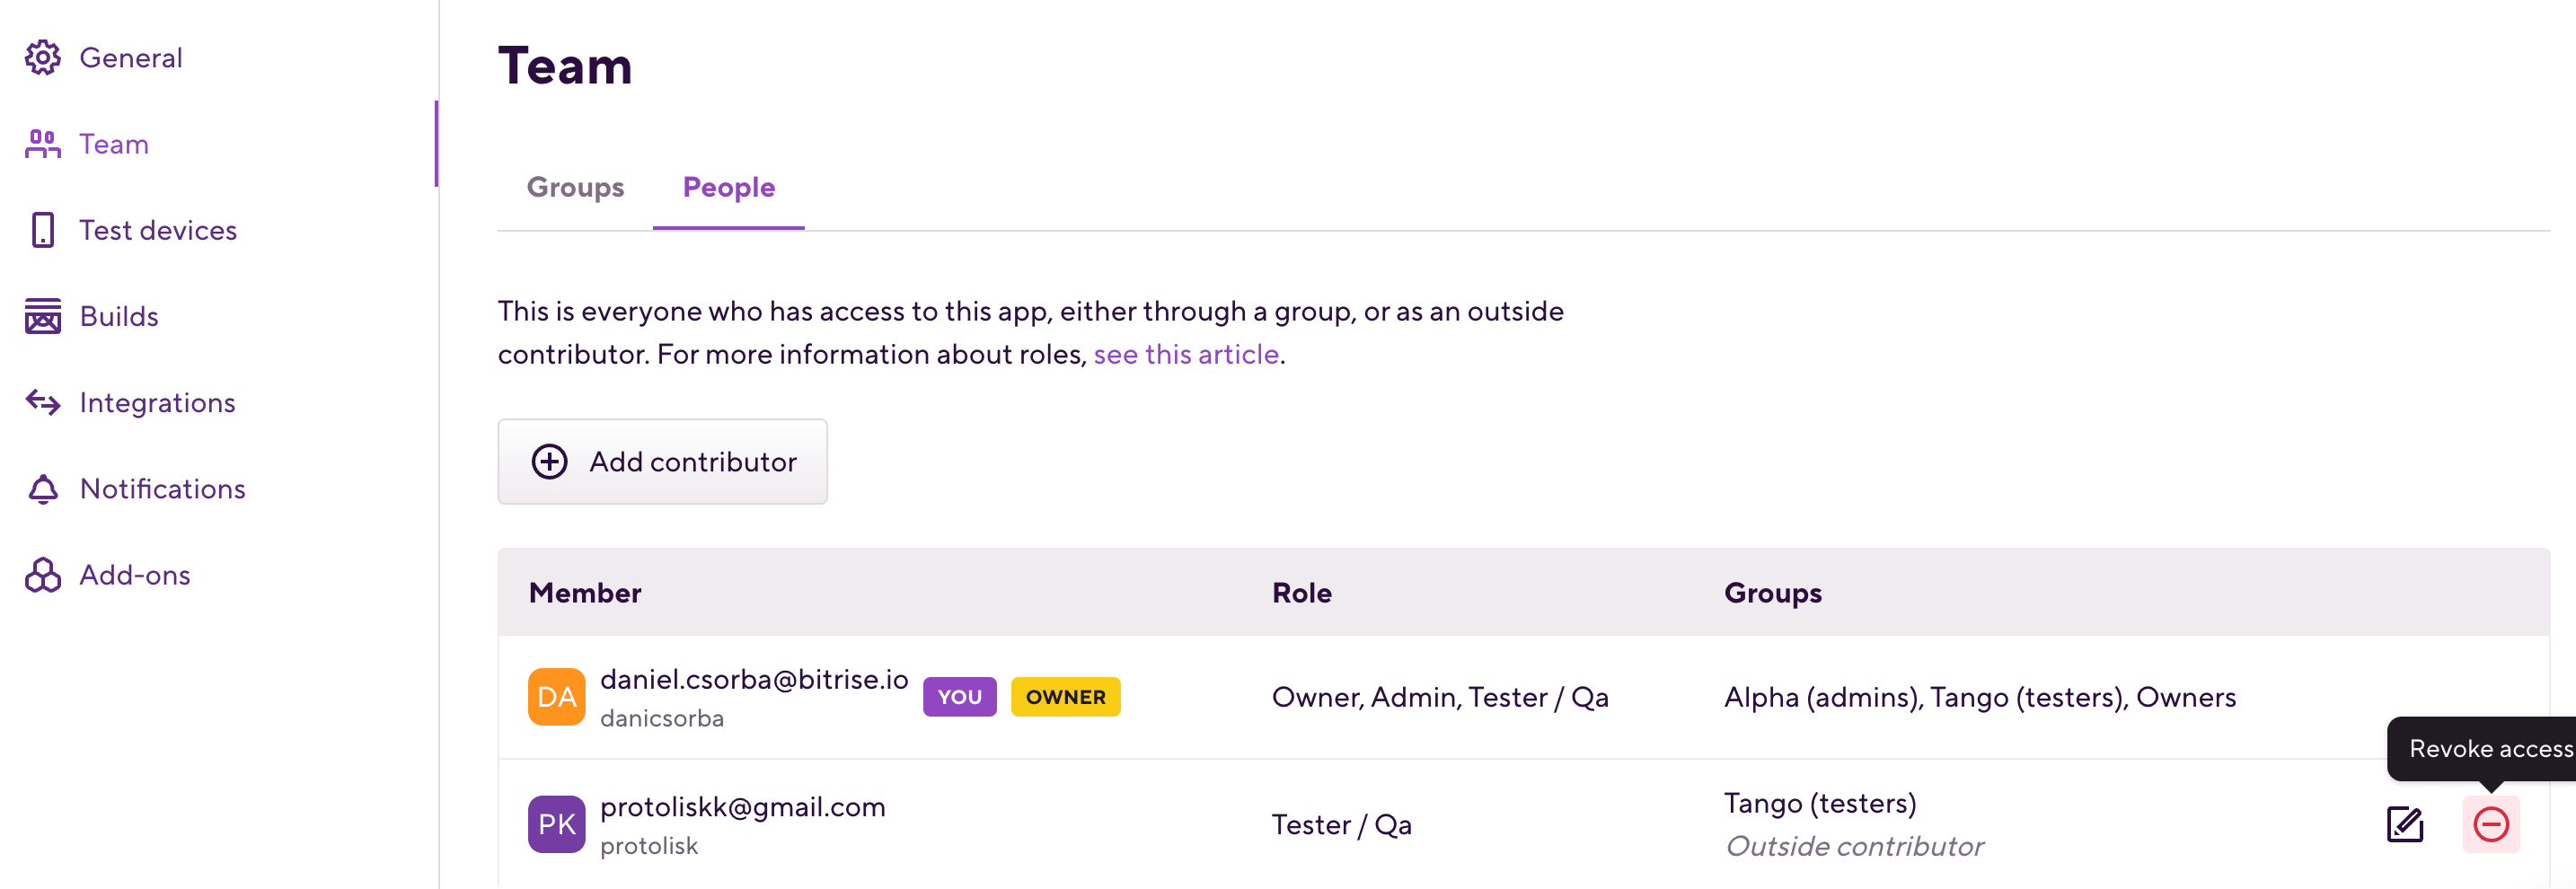 General
Team
Test devices
Builds
Integrations
Notifications
Add-ons
Team
Groups People
This is everyone who has access to this app, either through a group, or as an outside
contributor. For more information about roles, see this article.
Add contributor
Member Role Groups
DA daniel.csorba@bitrise.io YOU OWNER Owner, Admin, Tester / Qa Alpha (admins), Tango (testers), Owners
danicsorba
Revoke access
PK protoliskk@gmail.com Tester / Qa Tango (testers)
protolisk Outside contributor